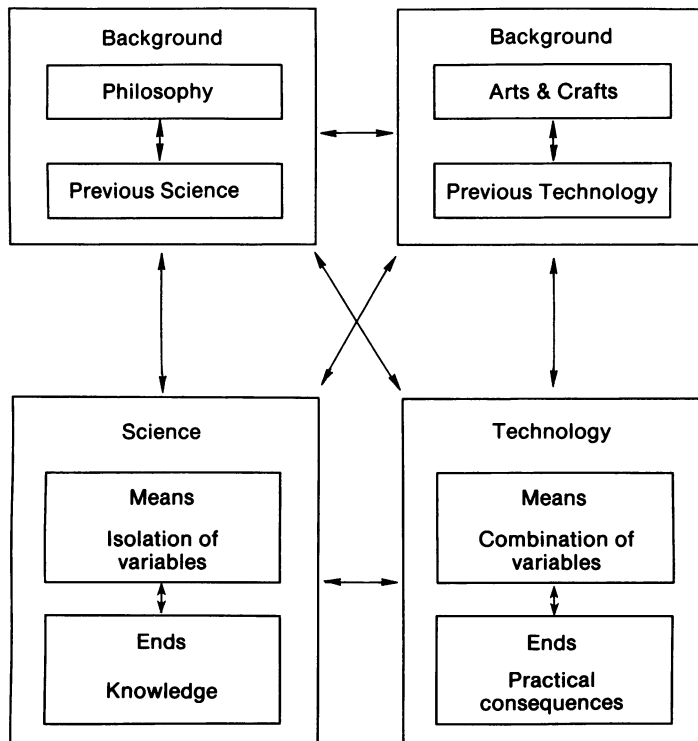 Background
Philosophy
Previous Science
Background
Arts & Crafts
Previous Technology
Science
Means
Isolation of
variables
Ends
Knowledge
Technology
Means
Combination of
variables
Ends
Practical
consequences